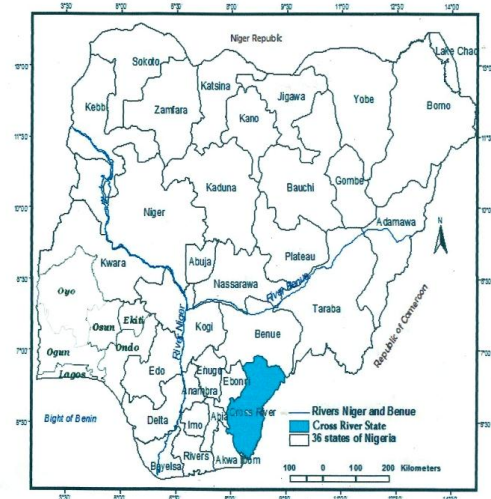 Niger Republic
Lake Chad
Sokoto
Katsina
Jigawa
Yobe
Borno
Kebbi
Zamfara
Kano
Kaduna
Bauchi
Gombe
Adamawa
Niger
N
Kwara
Abuja
Plateau
Nassarawa
River Benue
Taraba
Republic of Cameroon
Oyo
Osun
Ekiti
Kogi
Benue
River Niger
Ogun
Ondo
Lagos
Edo
Enugu
Ebony
Anambra
Cross River
Bight of Benin
Delta
Imo
Abia
Rivers
Akwa Ibom
Bayelsa
Rivers Niger and Benue
Cross River State
36 states of Nigeria
100 0 100 200 Kilometers